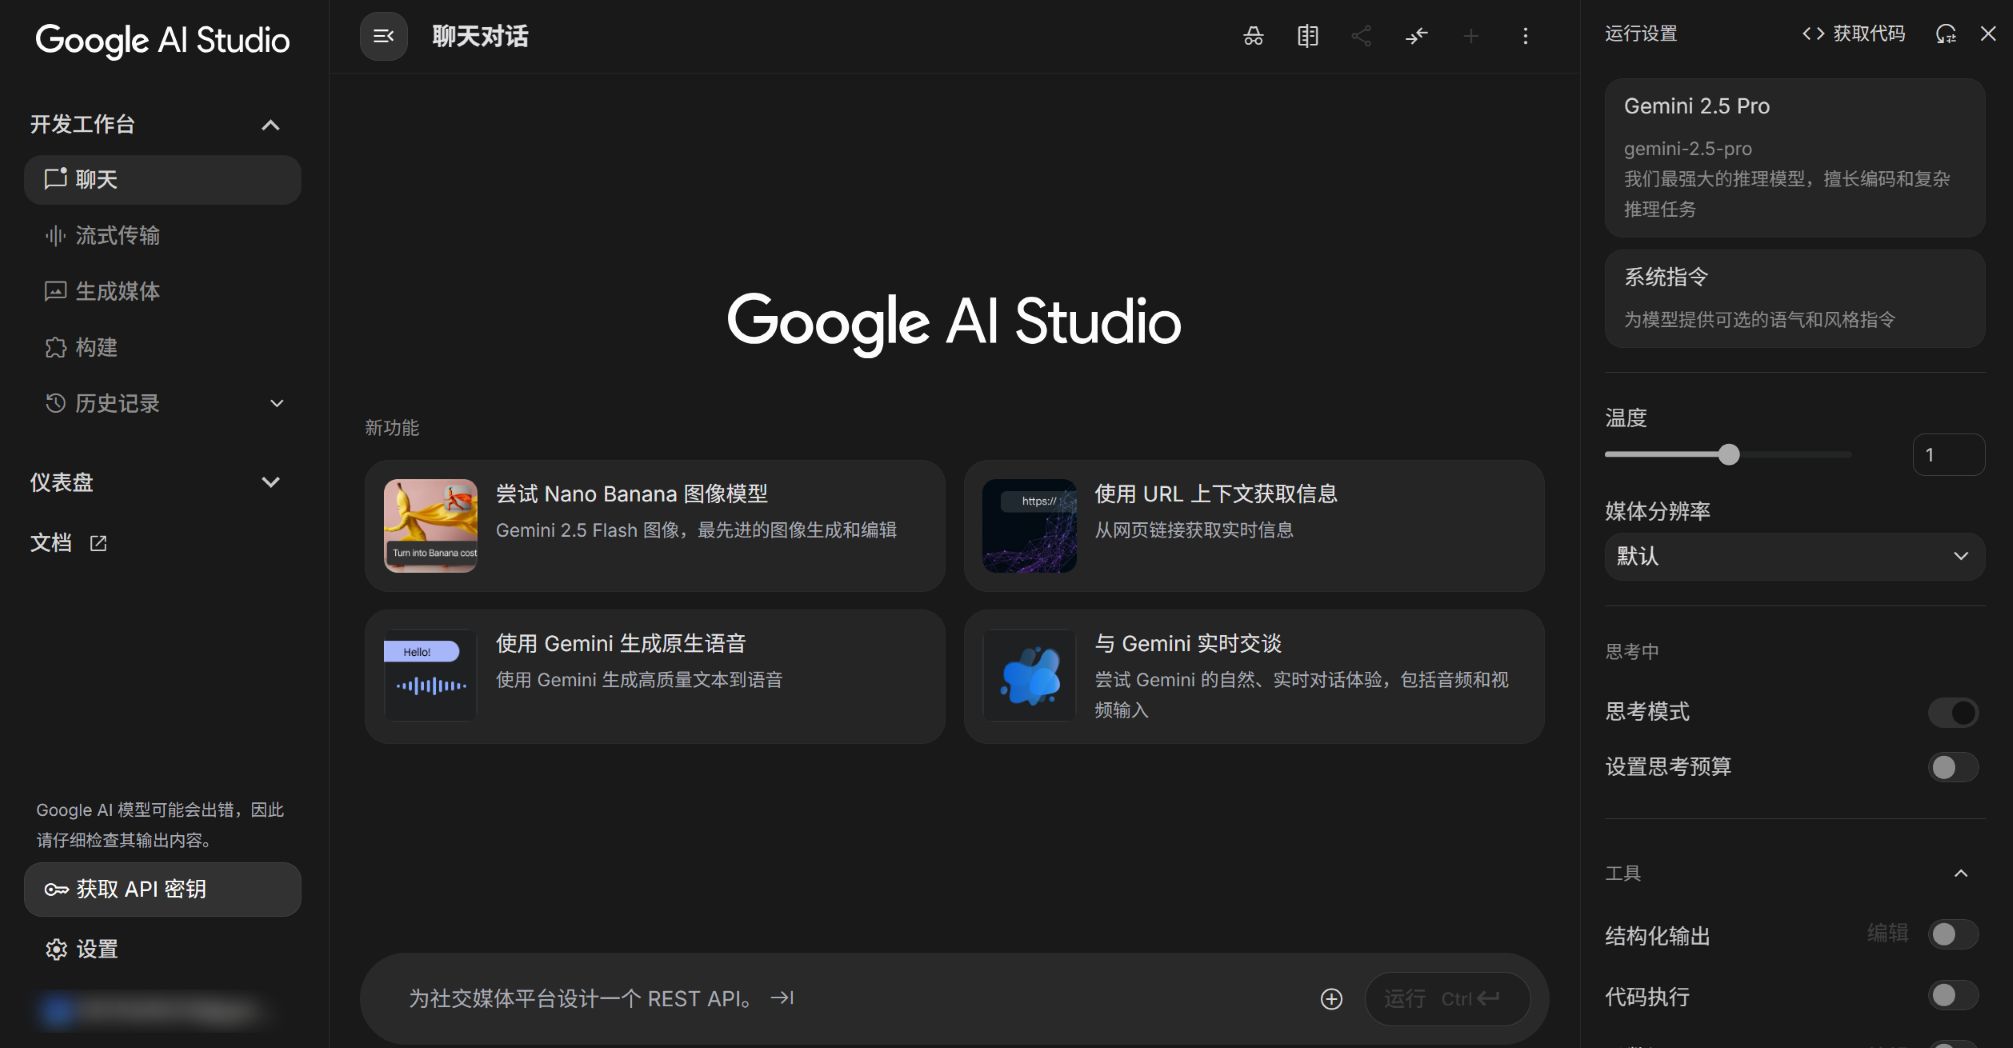 Google AI Studio
开发工作台
聊天
流式传输
生成媒体
构建
历史记录
仪表盘
文档
Google AI 模型可能会出错，因此
请仔细检查其输出内容。
获取 API 密钥
设置
聊天对话
Google AI Studio
新功能
Turn into Banana cost
尝试 Nano Banana 图像模型
Gemini 2.5 Flash 图像，最先进的图像生成和编辑
https://
使用 URL 上下文获取信息
从网页链接获取实时信息
Hello!
使用 Gemini 生成原生语音
使用 Gemini 生成高质量文本到语音
与 Gemini 实时交谈
尝试 Gemini 的自然、实时对话体验，包括音频和视
频输入
为社交媒体平台设计一个 REST API。
运行 Ctrl
运行设置
获取代码
Gemini 2.5 Pro
gemini-2.5-pro
我们最强大的推理模型，擅长编码和复杂
推理任务
系统指令
为模型提供可选的语气和风格指令
温度
1
媒体分辨率
默认
思考中
思考模式
设置思考预算
工具
结构化输出 编辑
代码执行